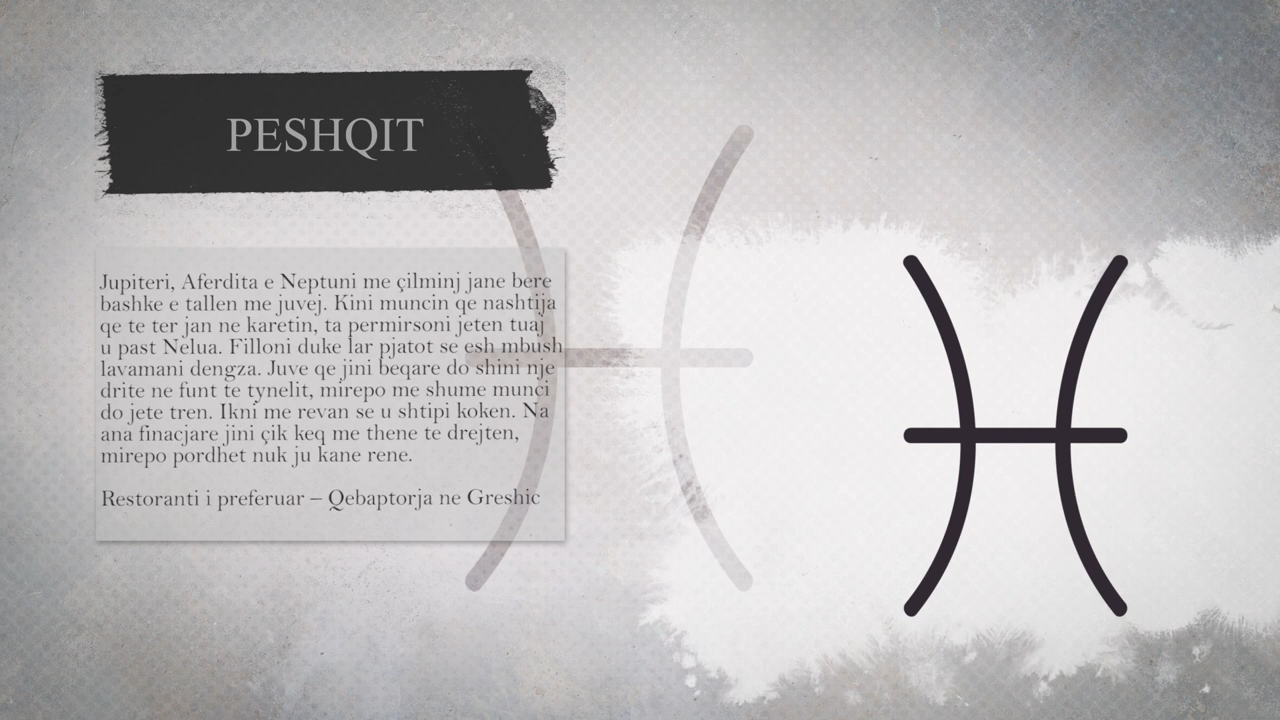 PESHQIT
Jupiteri, Aferdita e Neptuni me çilminj jane bere
bashke e tallen me juvej. Kini muncin qe nashtija
qe te ter jan ne karetin, ta permirsoni jeten tuaj
u past Nelua. Filloni duke lar pjatot se esh mbush
lavamani dengza. Juve qe jini beqare do shini nje
drite ne funt te tynelit, mirepo me shume munci
do jete tren. Ikni me revan se u shtipi koken. Na
ana finacjare jini çik keq me thene te drejten,
mirepo pordhet nuk ju kane rene.
Restoranti i preferuar – Qebaptorja ne Greshic